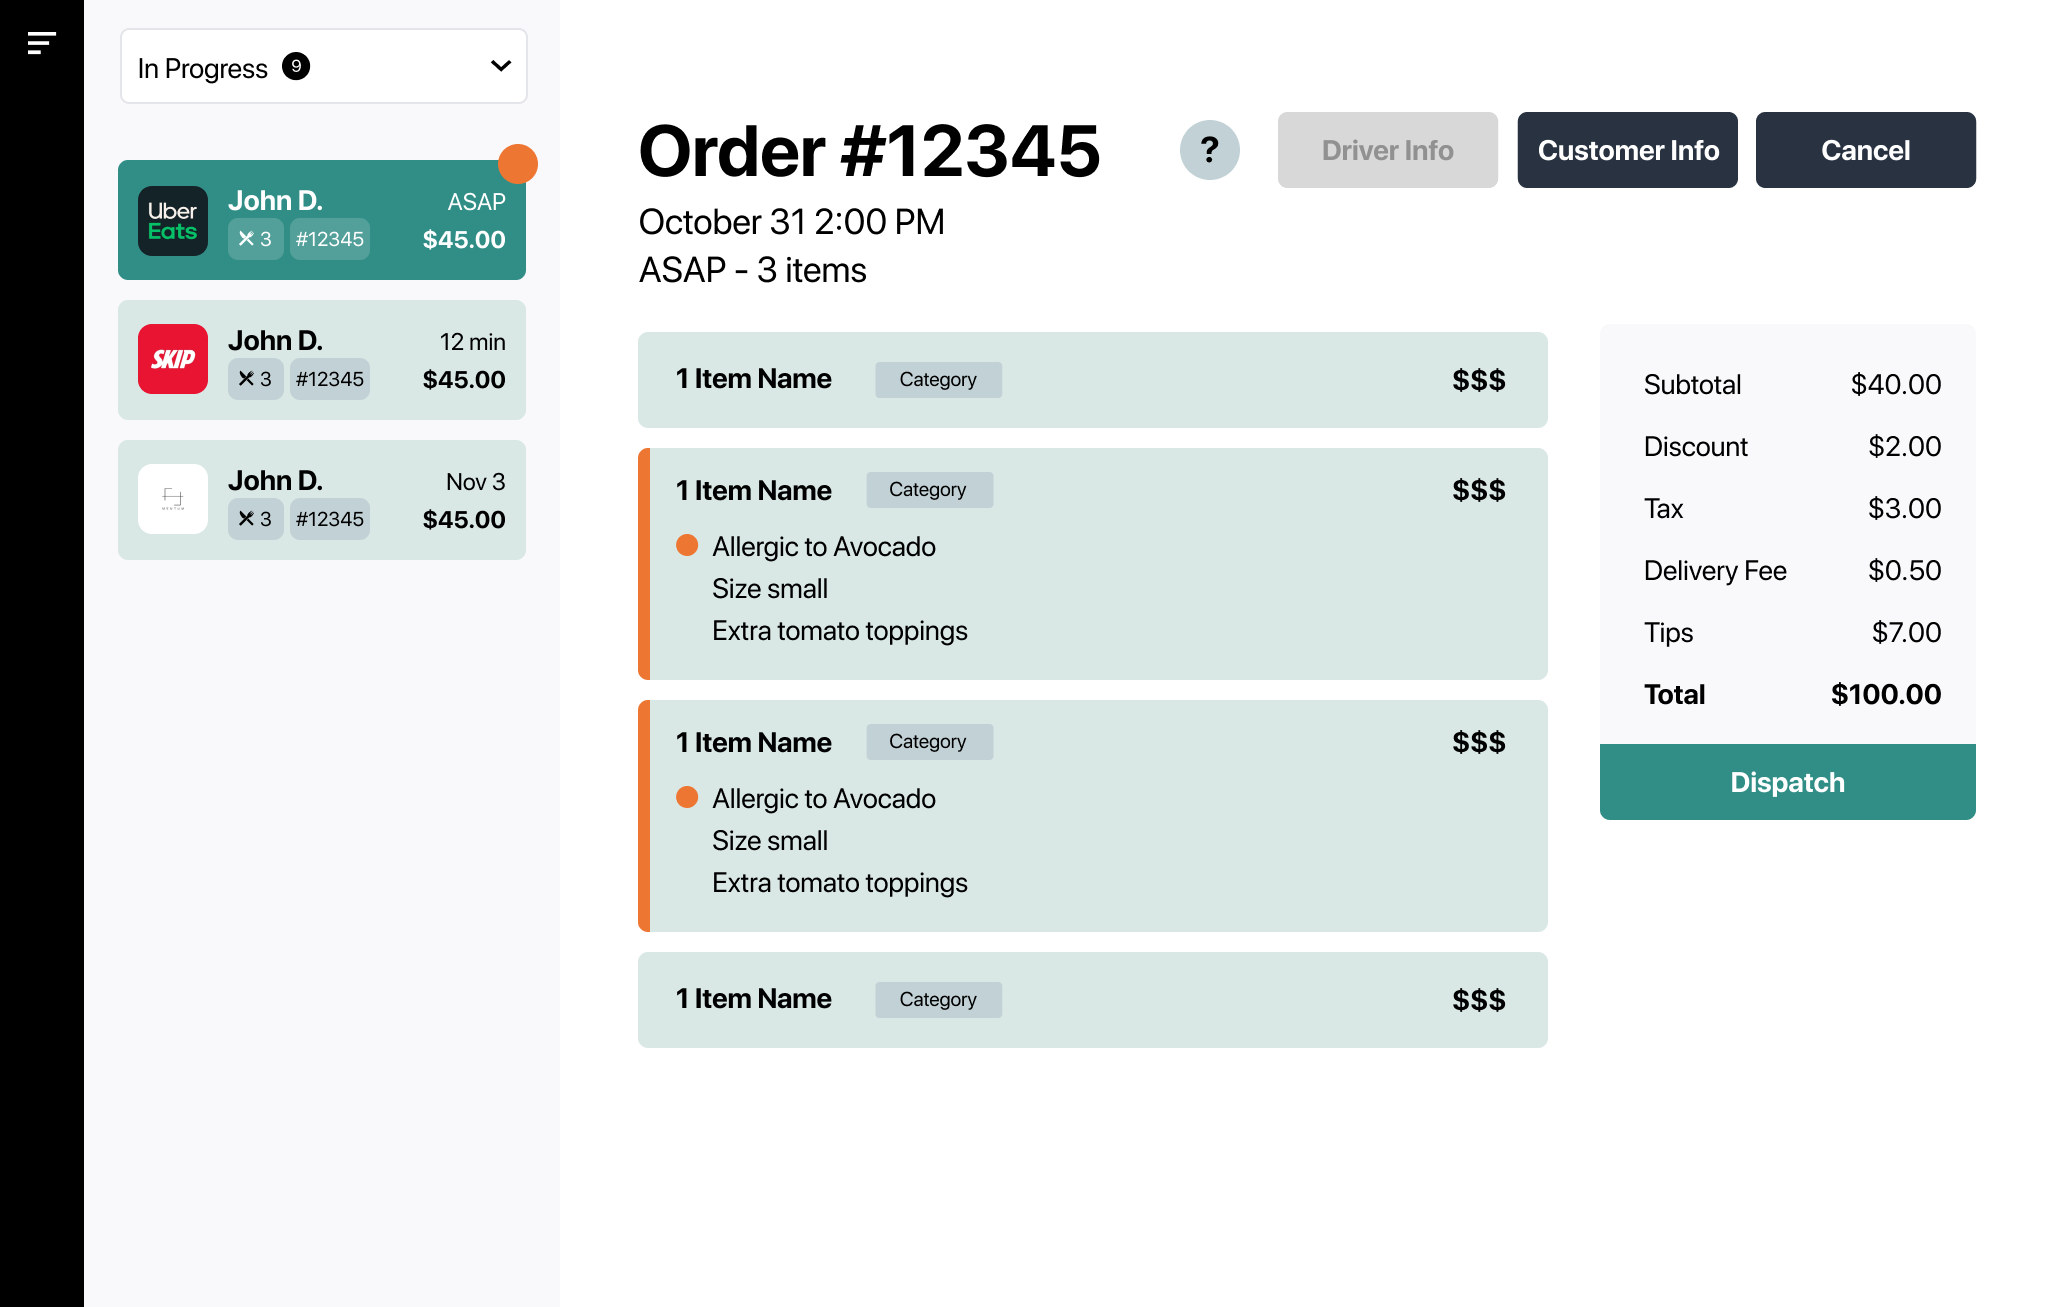 In Progress 9
John D. ASAP
Uber
Eats
3 #12345 $45.00
John D. 12 min
SKIP
3 #12345 $45.00
John D. Nov 3
3 #12345 $45.00
Order #12345
?
Driver Info
Customer Info
Cancel
October 31 2:00 PM
ASAP - 3 items
1 Item Name Category $$$
1 Item Name Category $$$
Allergic to Avocado
Size small
Extra tomato toppings
1 Item Name Category $$$
Allergic to Avocado
Size small
Extra tomato toppings
1 Item Name Category $$$
Subtotal $40.00
Discount $2.00
Tax $3.00
Delivery Fee $0.50
Tips $7.00
Total $100.00
Dispatch